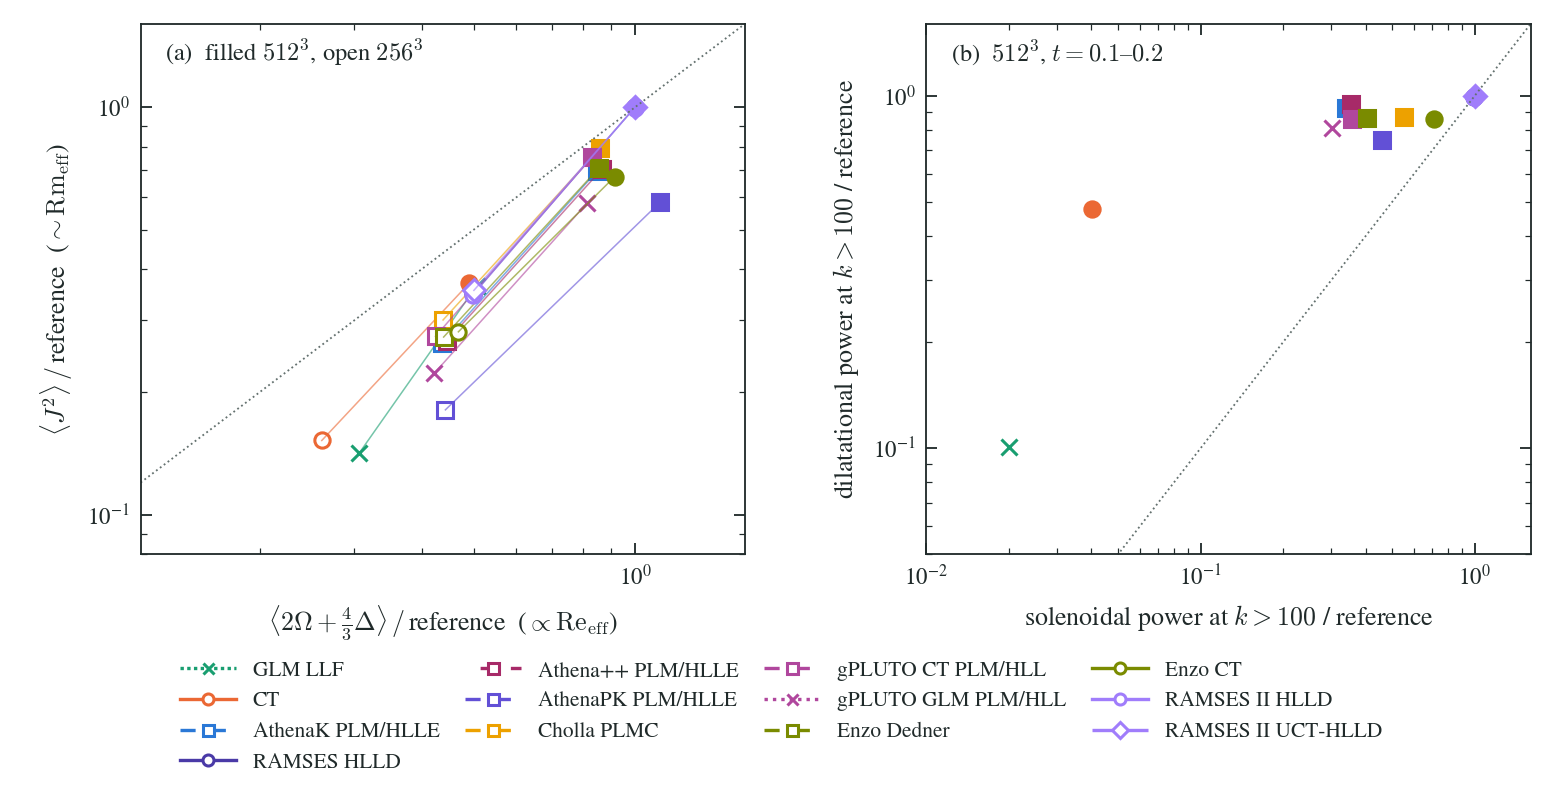 (a) filled 512³, open 256³
10⁰
10⁻¹
⟨J²⟩ / reference (∼ Rm_eff)
10⁰
⟨2Ω + 4/3 Δ⟩ / reference (∝ Re_eff)
(b) 512³, t = 0.1–0.2
10⁰
10⁻¹
dilatational power at k > 100 / reference
10⁻² 10⁻¹ 10⁰
solenoidal power at k > 100 / reference
GLM LLF
CT
AthenaK PLM/HLLE
RAMSES HLLD
Athena++ PLM/HLLE
AthenaPK PLM/HLLE
Cholla PLMC
gPLUTO CT PLM/HLL
gPLUTO GLM PLM/HLL
Enzo Dedner
Enzo CT
RAMSES II HLLD
RAMSES II UCT-HLLD